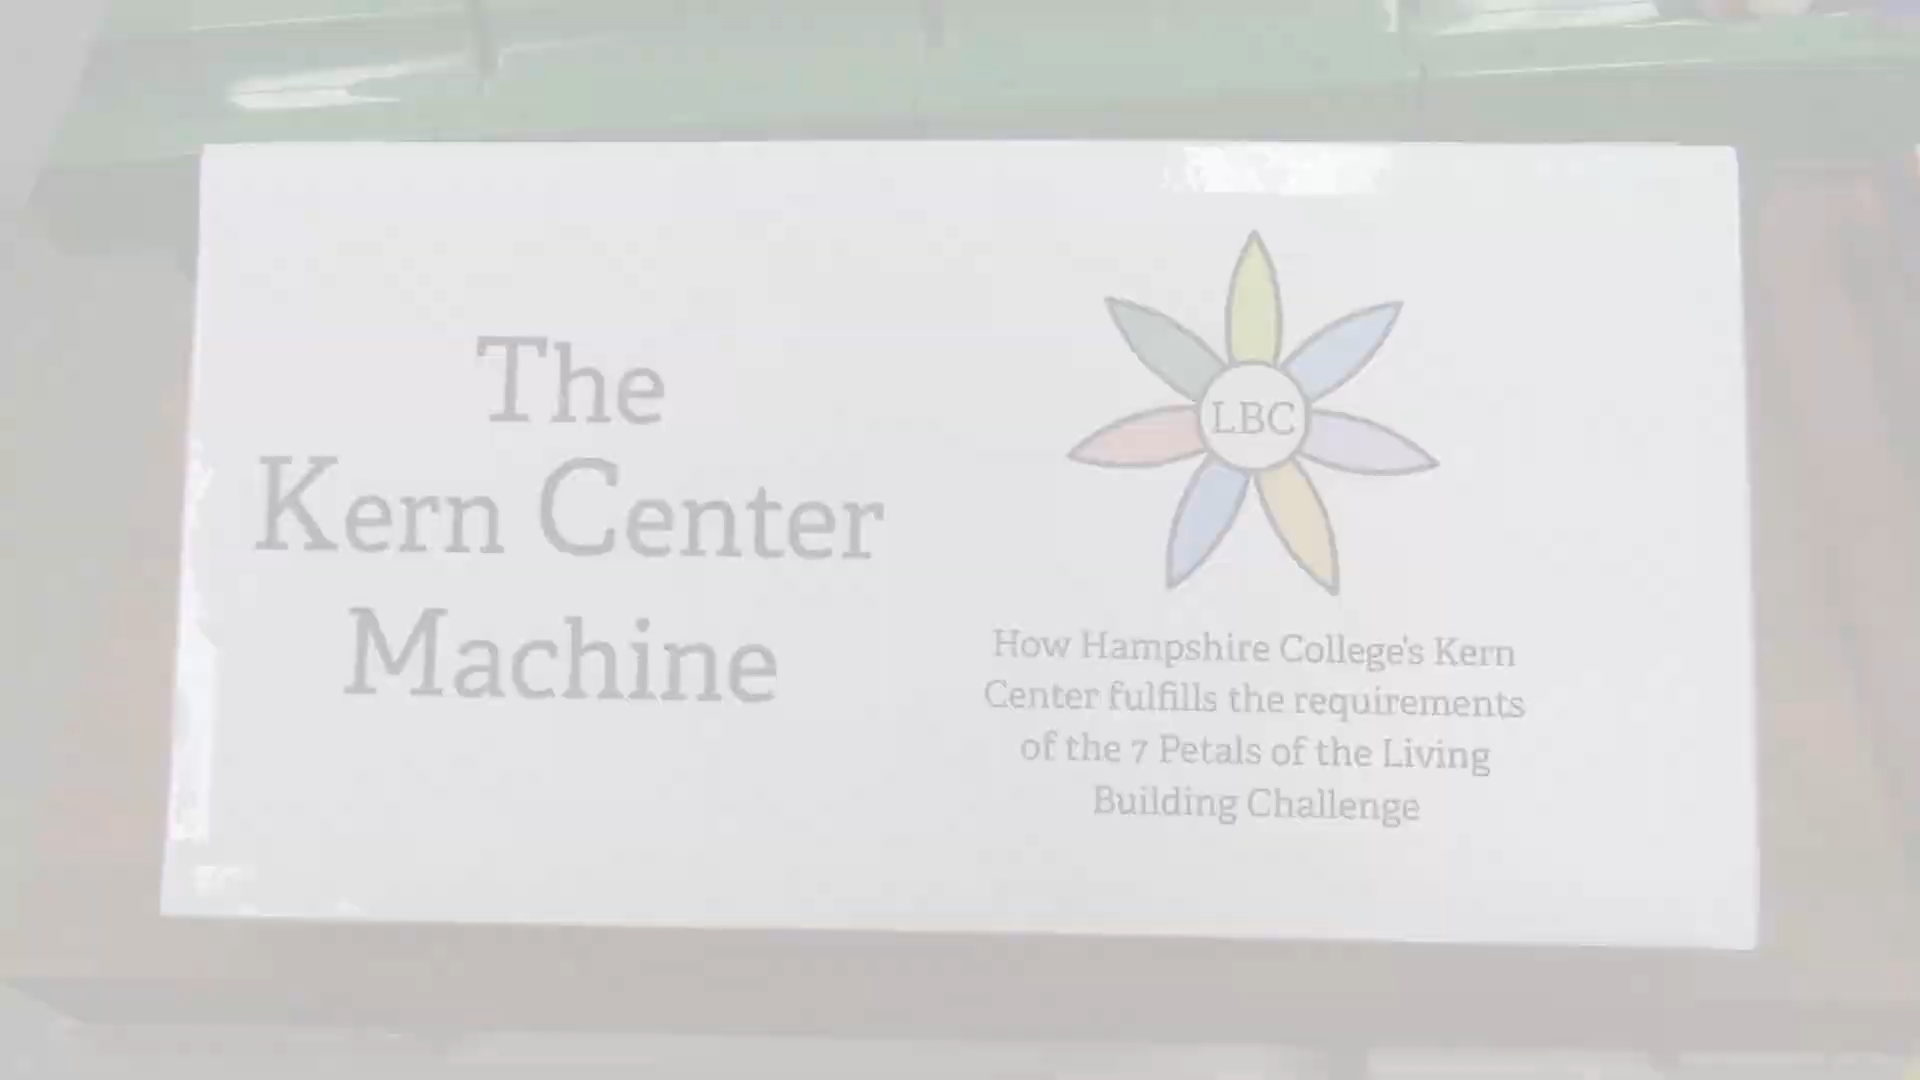 The
Kern Center
Machine
LBC
How Hampshire College's Kern
Center fulfills the requirements
of the 7 Petals of the Living
Building Challenge